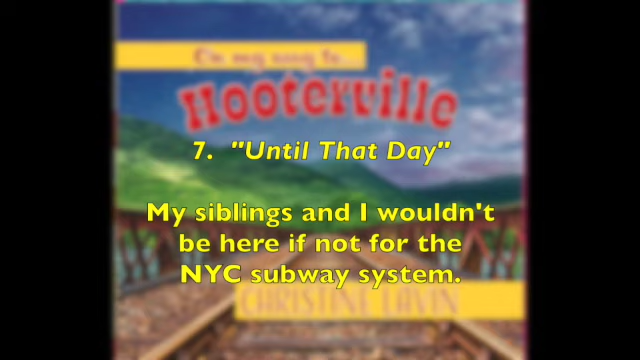 On my way to...
Hooterville
7. "Until That Day"
My siblings and I wouldn't
be here if not for the
NYC subway system.
CHRISTINE LAVIN